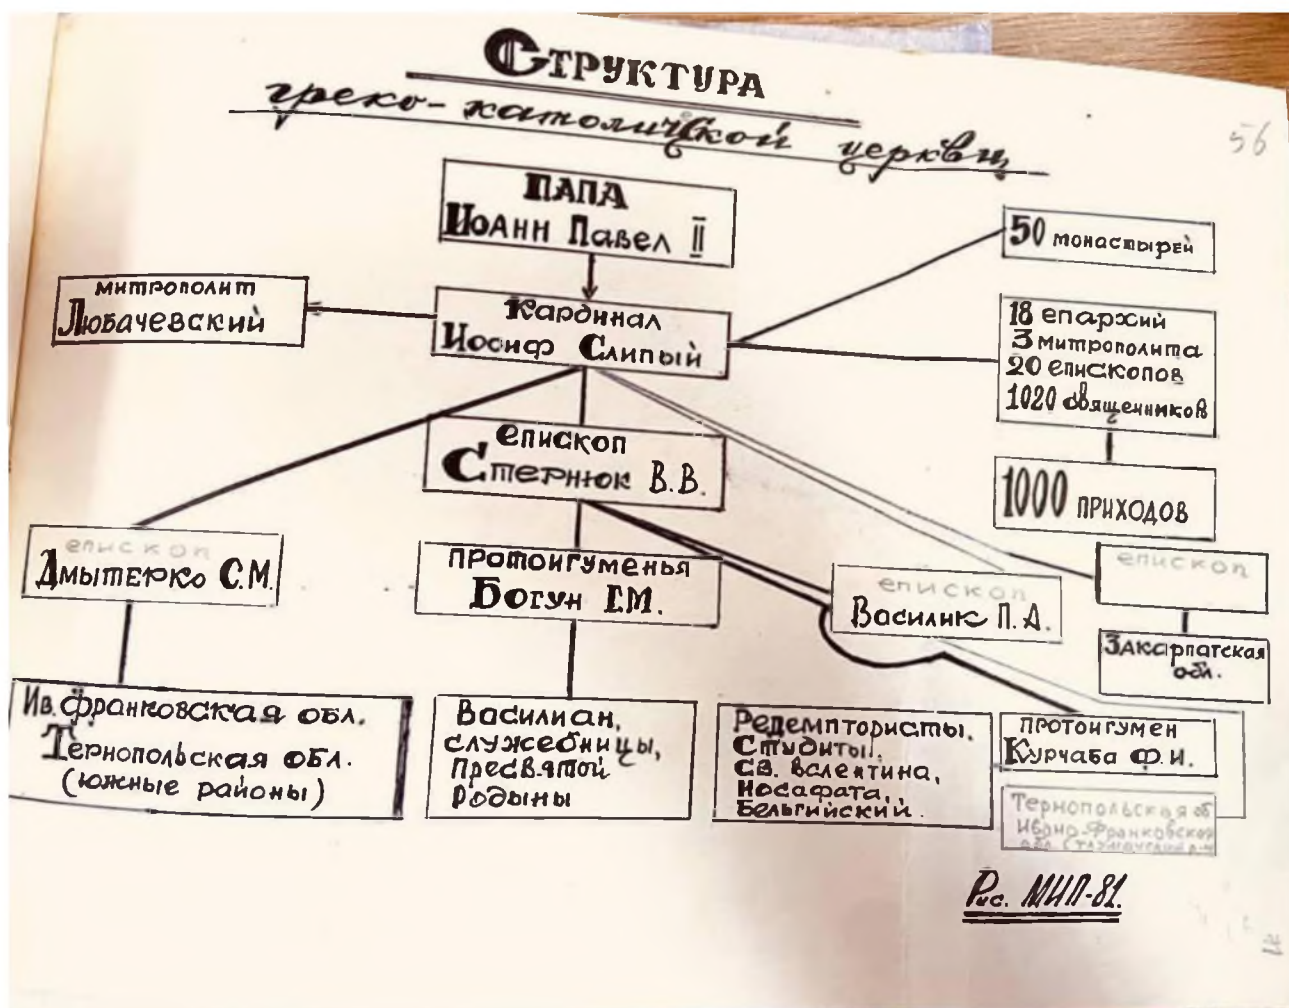 Структура
греко-католической церкви
56
ПАПА
Иоанн Павел II
50 монастырей
митрополит
Любачевский
Кардинал
Иосиф Слипый
18 епархий
3 митрополита
20 епископов
1020 священников
епископ
Стернюк В.В.
1000 приходов
епископ
Дмытерко С.М.
протоигуменья
Богун С.М.
епископ
Василик П.А.
епископ
Закарпатская
обл.
Ив. Франковская обл.
Тернопольская обл.
(южные районы)
Василиан,
служебницы,
Пресвятой
Родыны
Редемптористы.
Студиты.
Св. Валентина,
Иосафата,
Бельгийский.
протоигумен
Курчаба Ф.И.
Тернопольская об
Ивано-Франковская
обл.
Рис. МИП-81.